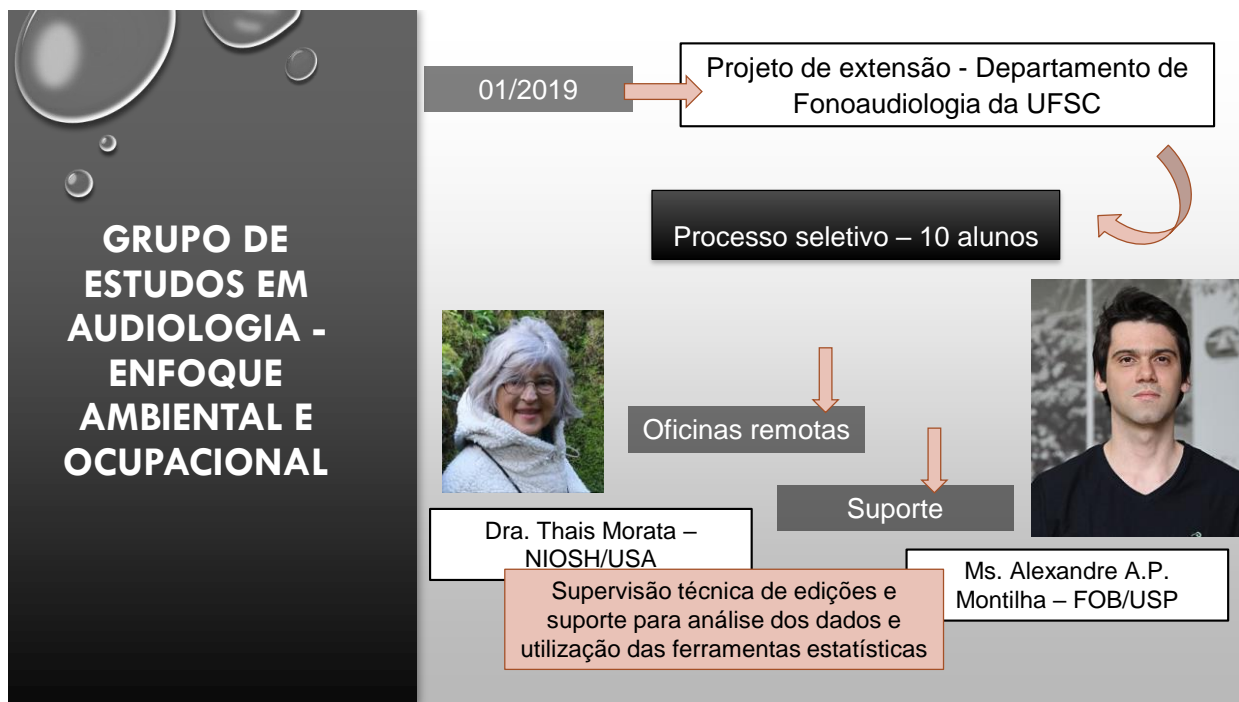 GRUPO DE
ESTUDOS EM
AUDIOLOGIA -
ENFOQUE
AMBIENTAL E
OCUPACIONAL
01/2019
Projeto de extensão - Departamento de
Fonoaudiologia da UFSC
Processo seletivo – 10 alunos
Oficinas remotas
Suporte
Dra. Thais Morata –
NIOSH/USA
Ms. Alexandre A.P.
Montilha – FOB/USP
Supervisão técnica de edições e
suporte para análise dos dados e
utilização das ferramentas estatísticas